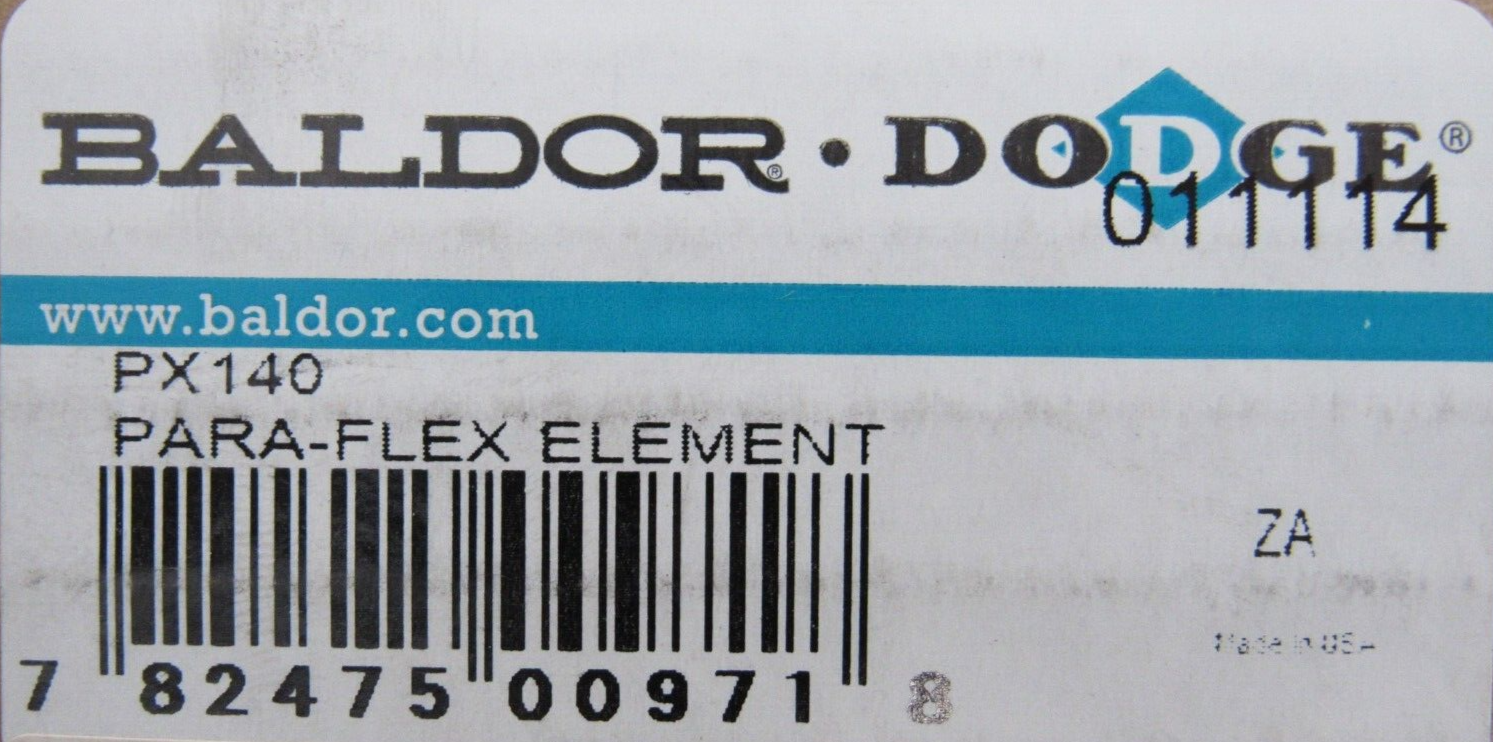 BALDOR® • DODGE®
011114
www.baldor.com
PX140
PARA-FLEX ELEMENT
ZA
Made in USA
7 82475 00971 8